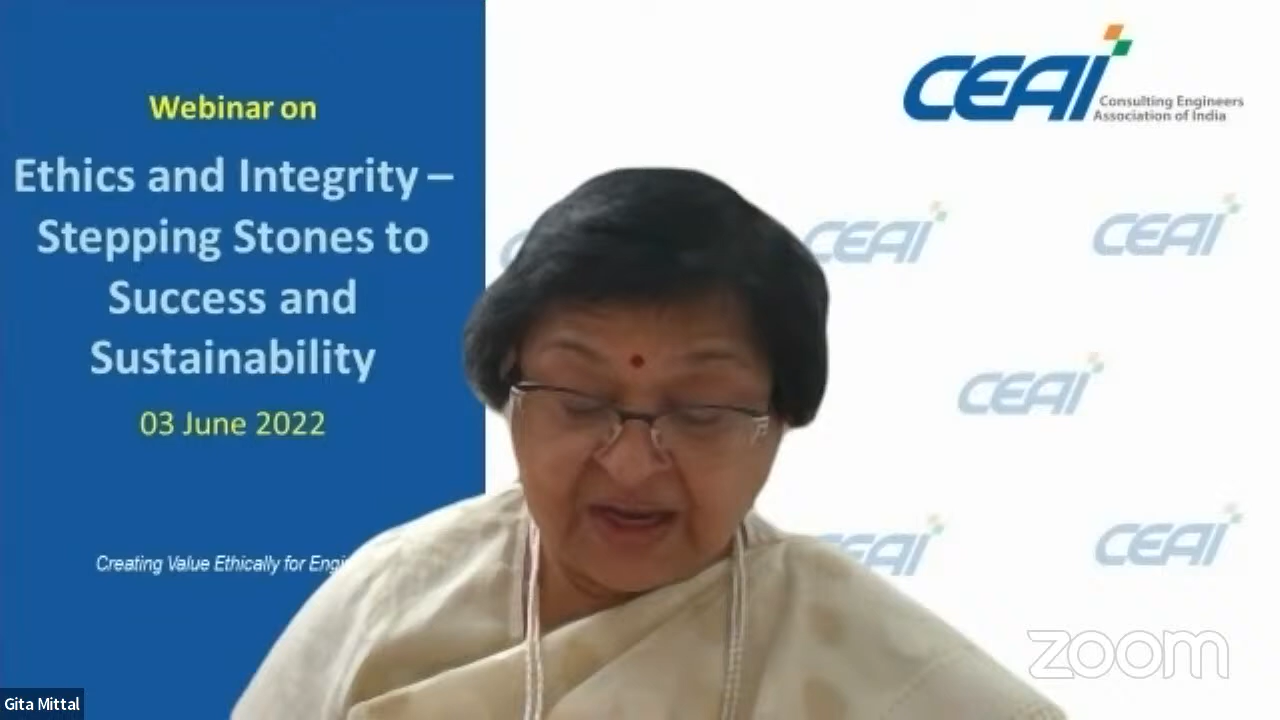 Webinar on
Ethics and Integrity –
Stepping Stones to
Success and
Sustainability
03 June 2022
Creating Value Ethically for Engi
CEAI
Consulting Engineers
Association of India
CEAI
CEAI
CEAI
CEAI
CEAI
zoom
Gita Mittal